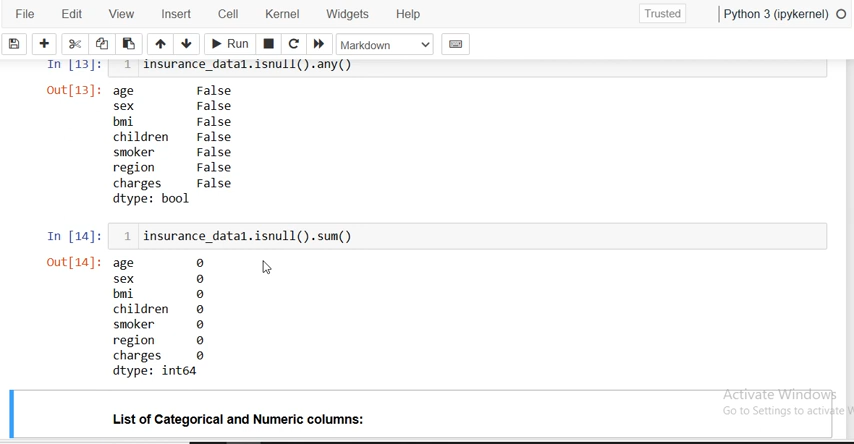 File Edit View Insert Cell Kernel Widgets Help Trusted Python 3 (ipykernel)
Run Markdown
In [13]: 1 insurance_data1.isnull().any()
Out[13]: age False
sex False
bmi False
children False
smoker False
region False
charges False
dtype: bool
In [14]: 1 insurance_data1.isnull().sum()
Out[14]: age 0
sex 0
bmi 0
children 0
smoker 0
region 0
charges 0
dtype: int64
Activate Windows
Go to Settings to activate W
List of Categorical and Numeric columns: